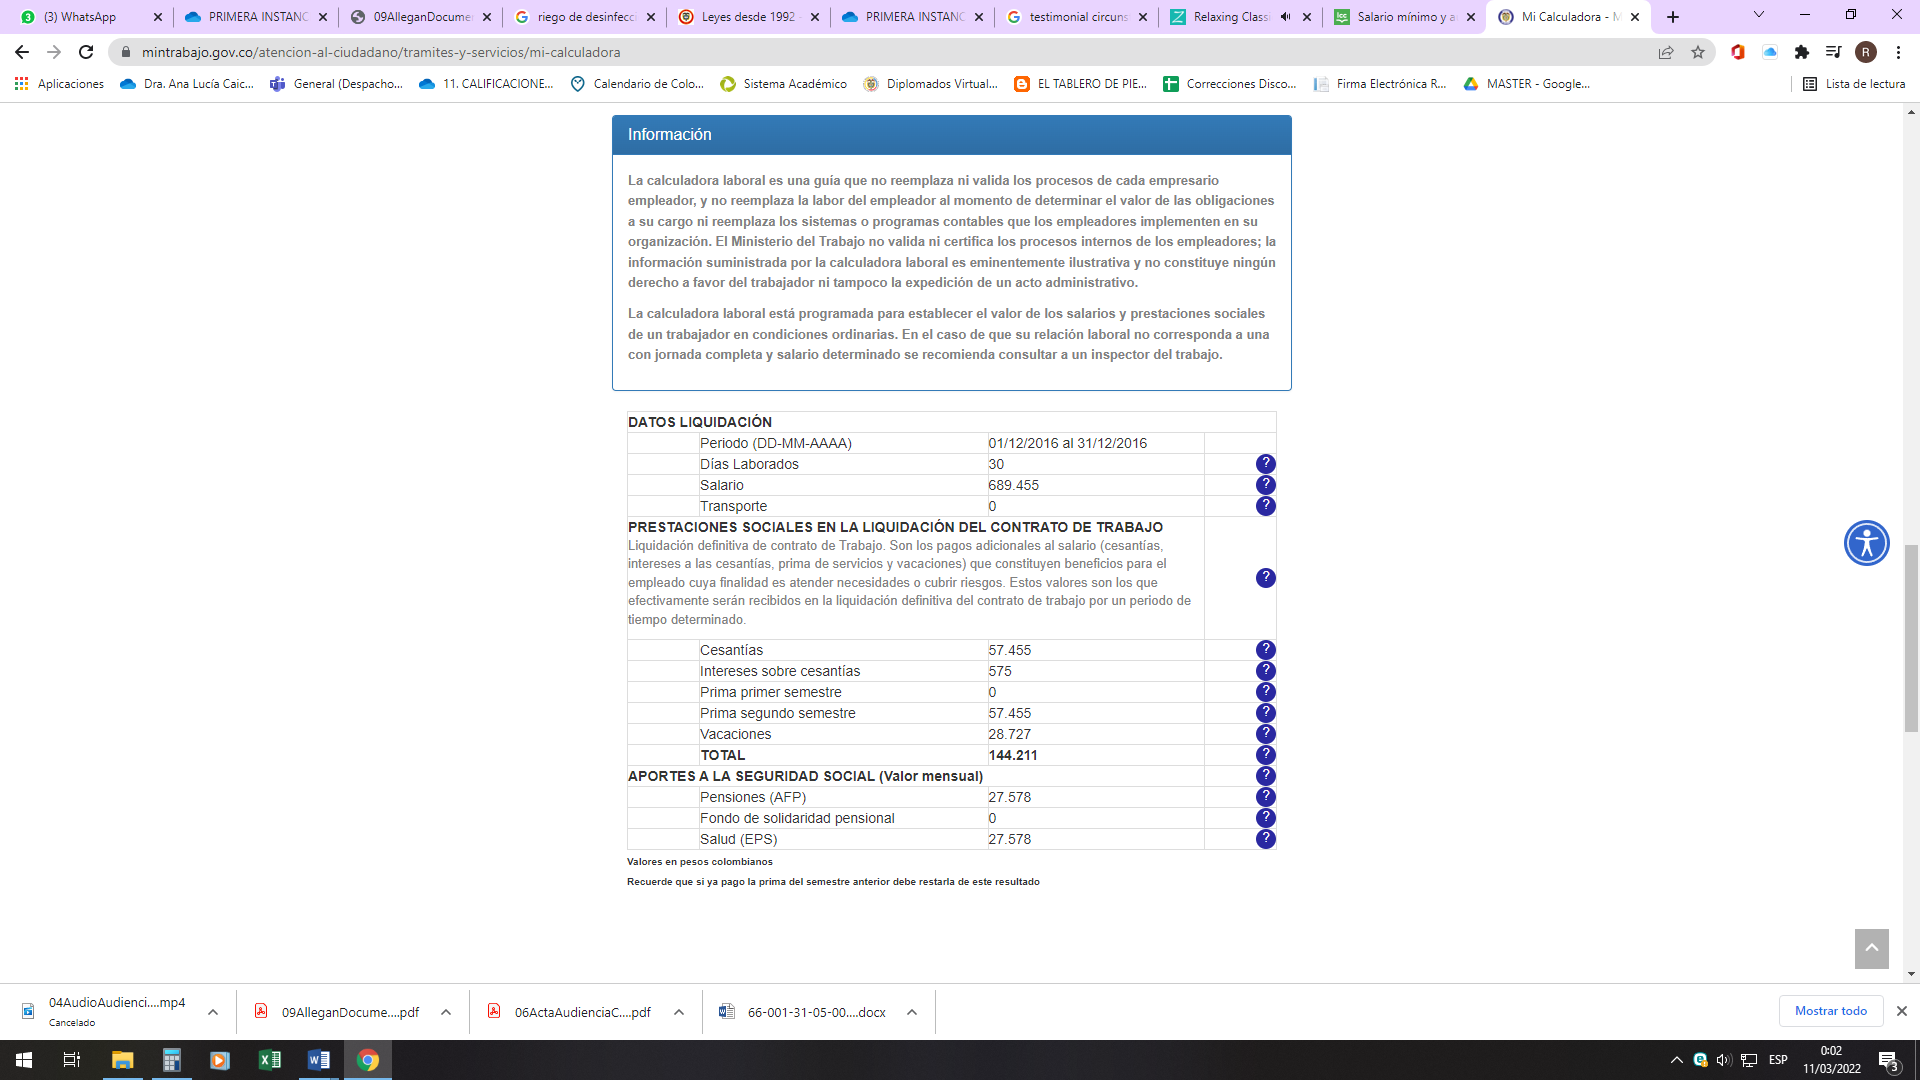 (3) WhatsApp
PRIMERA INSTANC
09AlleganDocume
riego de desinfecci
Leyes desde 1992 -
PRIMERA INSTANC
testimonial circuns
Relaxing Class
Salario mínimo y a
Mi Calculadora - M
mintrabajo.gov.co/atencion-al-ciudadano/tramites-y-servicios/mi-calculadora
R
Aplicaciones
Dra. Ana Lucía Caic...
General (Despacho...
11. CALIFICACIONE...
Calendario de Colo...
Sistema Académico
Diplomados Virtual...
EL TABLERO DE PIE...
Correcciones Disco...
Firma Electrónica R...
MASTER - Google...
Lista de lectura
Información
La calculadora laboral es una guía que no reemplaza ni valida los procesos de cada empresario
empleador, y no reemplaza la labor del empleador al momento de determinar el valor de las obligaciones
a su cargo ni reemplaza los sistemas o programas contables que los empleadores implementen en su
organización. El Ministerio del Trabajo no valida ni certifica los procesos internos de los empleadores; la
información suministrada por la calculadora laboral es eminentemente ilustrativa y no constituye ningún
derecho a favor del trabajador ni tampoco la expedición de un acto administrativo.
La calculadora laboral está programada para establecer el valor de los salarios y prestaciones sociales
de un trabajador en condiciones ordinarias. En el caso de que su relación laboral no corresponda a una
con jornada completa y salario determinado se recomienda consultar a un inspector del trabajo.
DATOS LIQUIDACIÓN
Periodo (DD-MM-AAAA) 01/12/2016 al 31/12/2016
Días Laborados 30 ?
Salario 689.455 ?
Transporte 0 ?
PRESTACIONES SOCIALES EN LA LIQUIDACIÓN DEL CONTRATO DE TRABAJO
Liquidación definitiva de contrato de Trabajo. Son los pagos adicionales al salario (cesantías,
intereses a las cesantías, prima de servicios y vacaciones) que constituyen beneficios para el
empleado cuya finalidad es atender necesidades o cubrir riesgos. Estos valores son los que ?
efectivamente serán recibidos en la liquidación definitiva del contrato de trabajo por un periodo de
tiempo determinado.
Cesantías 57.455 ?
Intereses sobre cesantías 575 ?
Prima primer semestre 0 ?
Prima segundo semestre 57.455 ?
Vacaciones 28.727 ?
TOTAL 144.211 ?
APORTES A LA SEGURIDAD SOCIAL (Valor mensual) ?
Pensiones (AFP) 27.578 ?
Fondo de solidaridad pensional 0 ?
Salud (EPS) 27.578 ?
Valores en pesos colombianos
Recuerde que si ya pago la prima del semestre anterior debe restarla de este resultado
04AudioAudienci....mp4
Cancelado
09AlleganDocume....pdf
06ActaAudienciaC....pdf
66-001-31-05-00....docx
Mostrar todo
ESP
0:02
11/03/2022
3